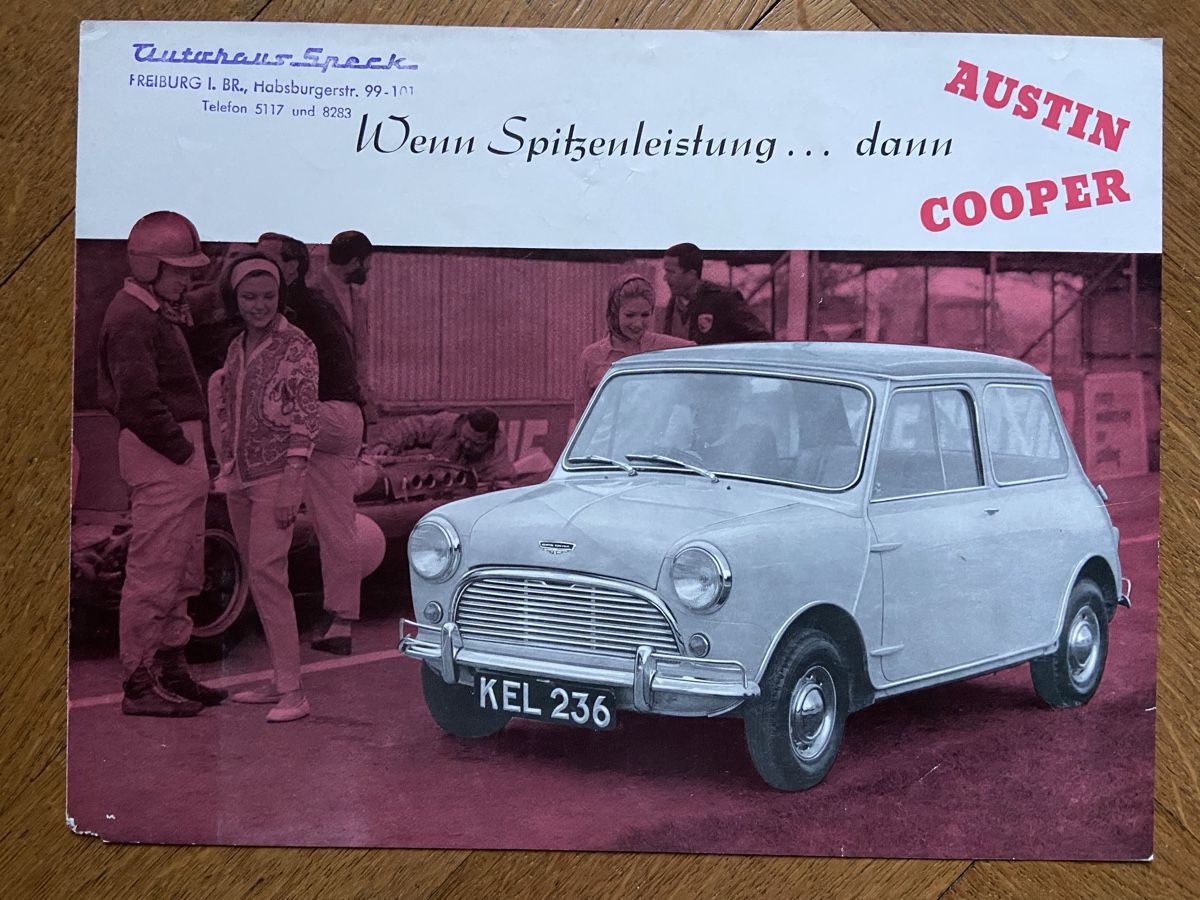 Autohaus Speck
FREIBURG I. BR., Habsburgerstr. 99-101
Telefon 5117 und 8283
Wenn Spitzenleistung... dann
AUSTIN
COOPER
KEL 236